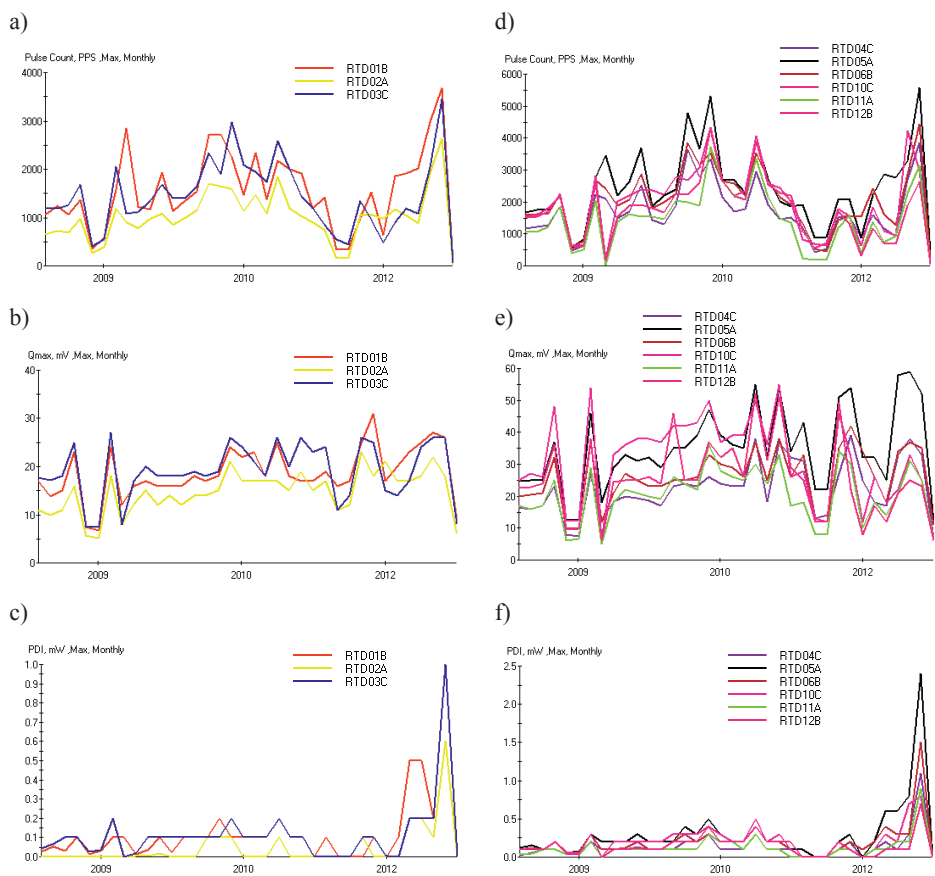 a)
Pulse Count, PPS ,Max, Monthly
RTD01B
RTD02A
RTD03C
4000
3000
2000
1000
0
2009
2010
2012
b)
Qmax, mV ,Max, Monthly
RTD01B
RTD02A
RTD03C
40
30
20
10
0
2009
2010
2012
c)
PDI, mW ,Max, Monthly
RTD01B
RTD02A
RTD03C
1.0
0.9
0.8
0.7
0.6
0.5
0.4
0.3
0.2
0.1
0.0
2009
2010
2012
d)
Pulse Count, PPS ,Max, Monthly
RTD04C
RTD05A
RTD06B
RTD10C
RTD11A
RTD12B
6000
5000
4000
3000
2000
1000
0
2009
2010
2012
e)
Qmax, mV ,Max, Monthly
RTD04C
RTD05A
RTD06B
RTD10C
RTD11A
RTD12B
60
50
40
30
20
10
0
2009
2010
2012
f)
PDI, mW ,Max, Monthly
RTD04C
RTD05A
RTD06B
RTD10C
RTD11A
RTD12B
2.5
2.0
1.5
1.0
0.5
0.0
2009
2010
2012